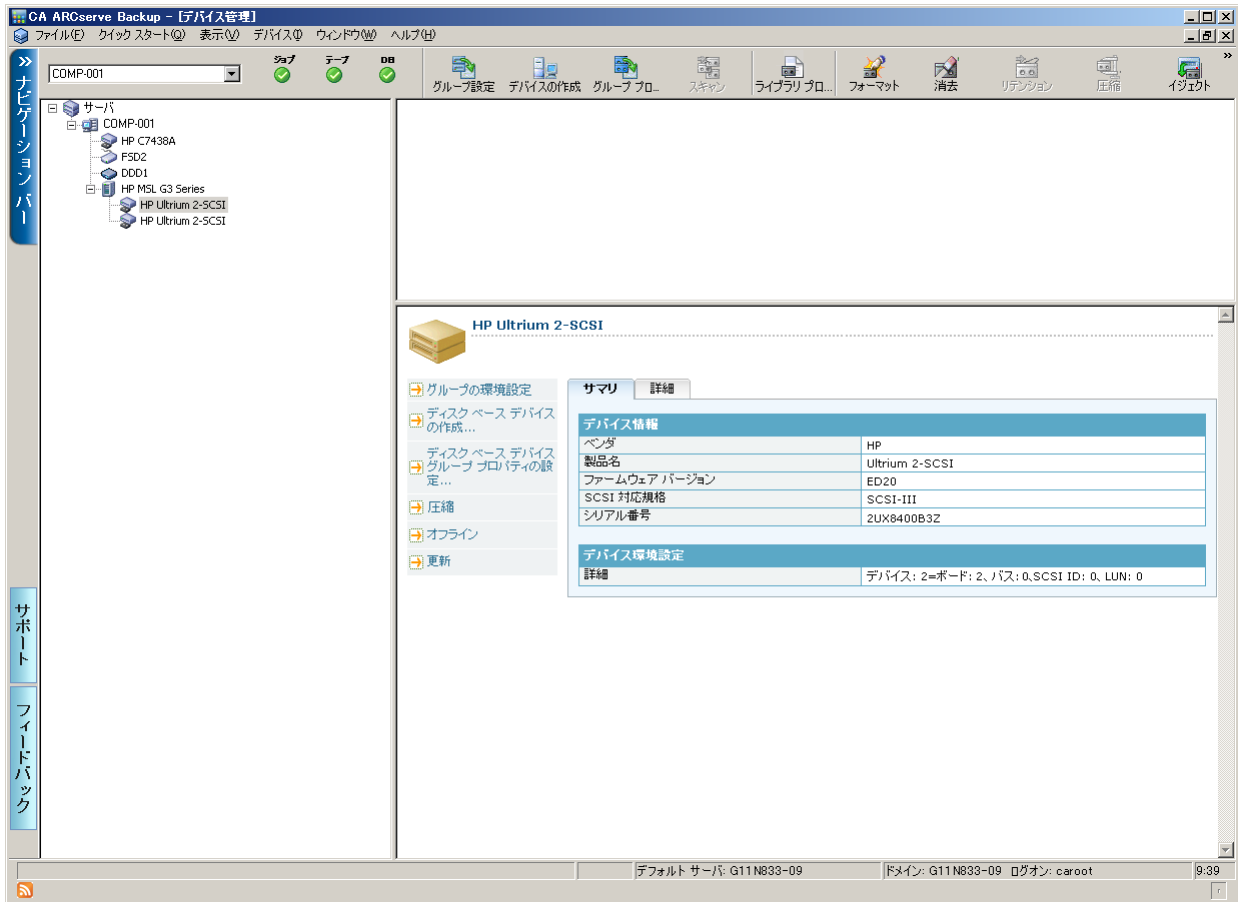 CA ARCserve Backup - [デバイス管理]
ファイル(F) クイック スタート(Q) 表示(V) デバイス(I) ウィンドウ(W) ヘルプ(H)
COMP-001
ジョブ テープ DB
グループ設定 デバイスの作成 グループ プロ... スキャン ライブラリ プロ... フォーマット 消去 リテンション 圧縮 イジェクト
»
»
ナビゲーション バー
サーバ
COMP-001
HP C7438A
FSD2
DDD1
HP MSL G3 Series
HP Ultrium 2-SCSI
HP Ultrium 2-SCSI
サポート
フィードバック
HP Ultrium 2-SCSI
グループの環境設定
ディスク ベース デバイス
の作成...
ディスク ベース デバイス
グループ プロパティの設
定...
圧縮
オフライン
更新
サマリ 詳細
デバイス情報
ベンダ HP
製品名 Ultrium 2-SCSI
ファームウェア バージョン ED20
SCSI 対応規格 SCSI-III
シリアル番号 2UX8400B3Z
デバイス環境設定
詳細 デバイス: 2=ボード: 2、バス: 0、SCSI ID: 0、LUN: 0
デフォルト サーバ: G11N833-09 ドメイン: G11N833-09 ログオン: caroot 9:39